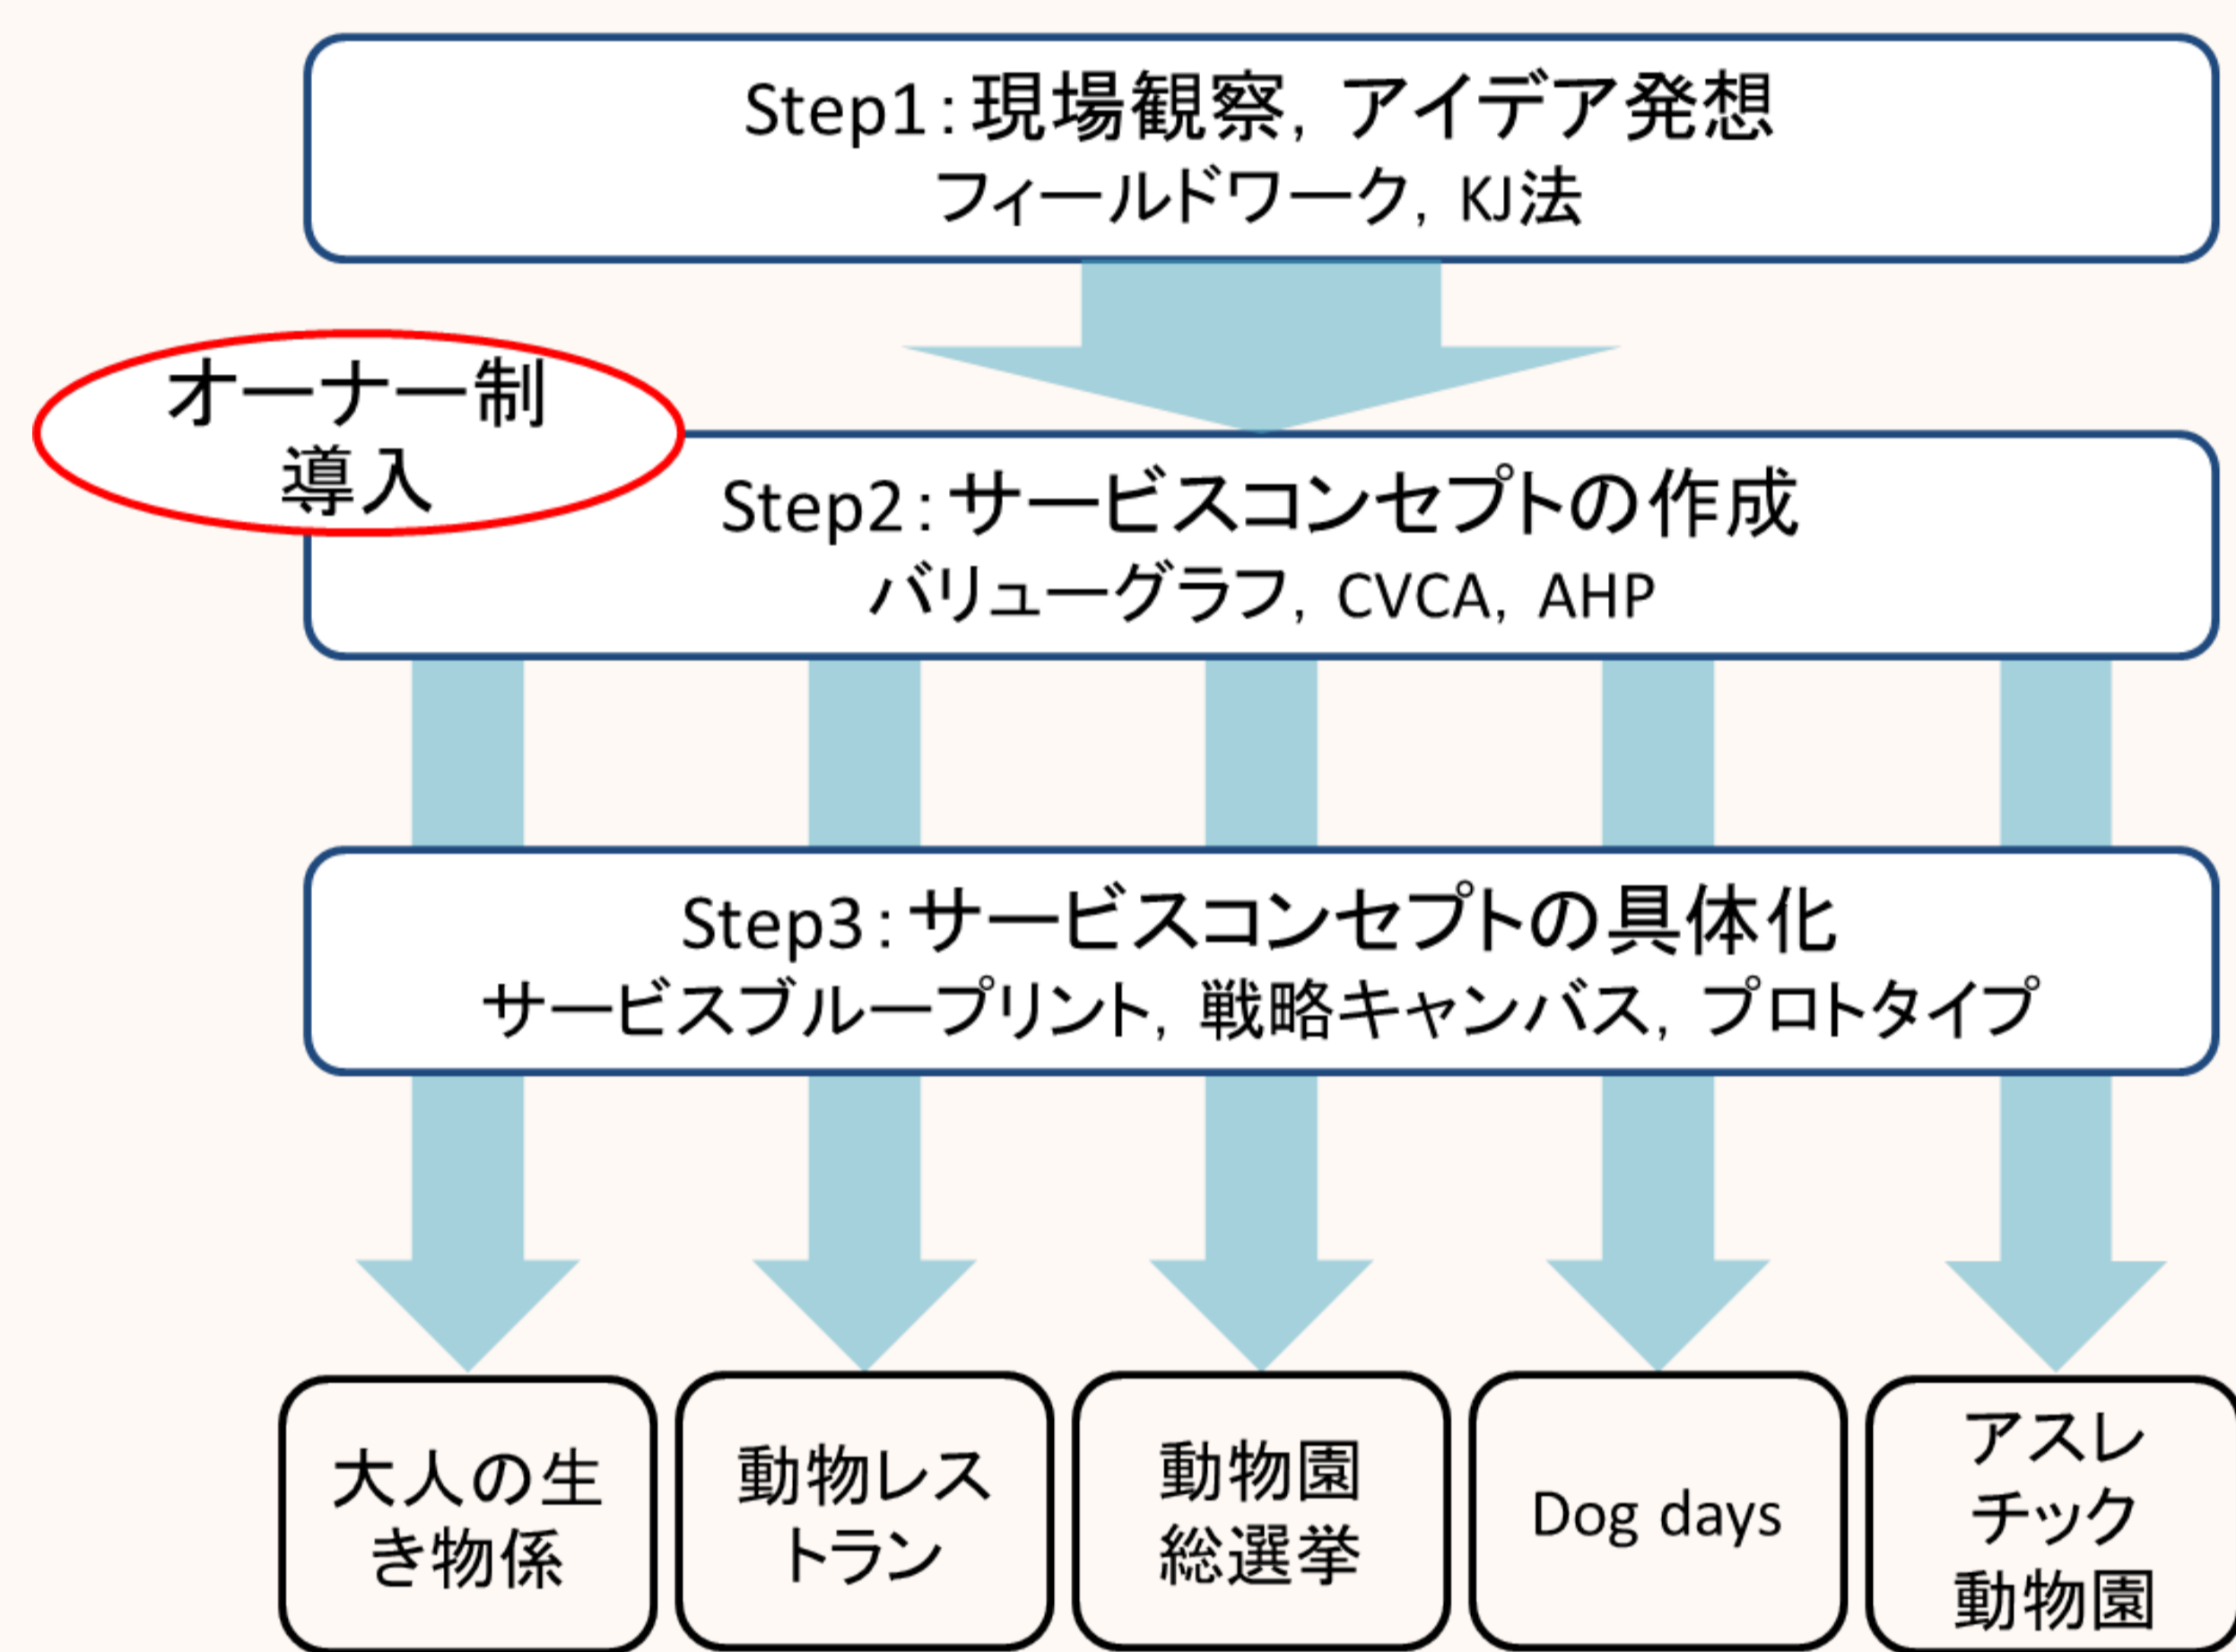 Step1：現場観察，アイデア発想
フィールドワーク，KJ法
オーナー制
導入
Step2：サービスコンセプトの作成
バリューグラフ，CVCA，AHP
Step3：サービスコンセプトの具体化
サービスブループリント，戦略キャンバス，プロトタイプ
大人の生
き物係
動物レス
トラン
動物園
総選挙
Dog days
アスレ
チック
動物園